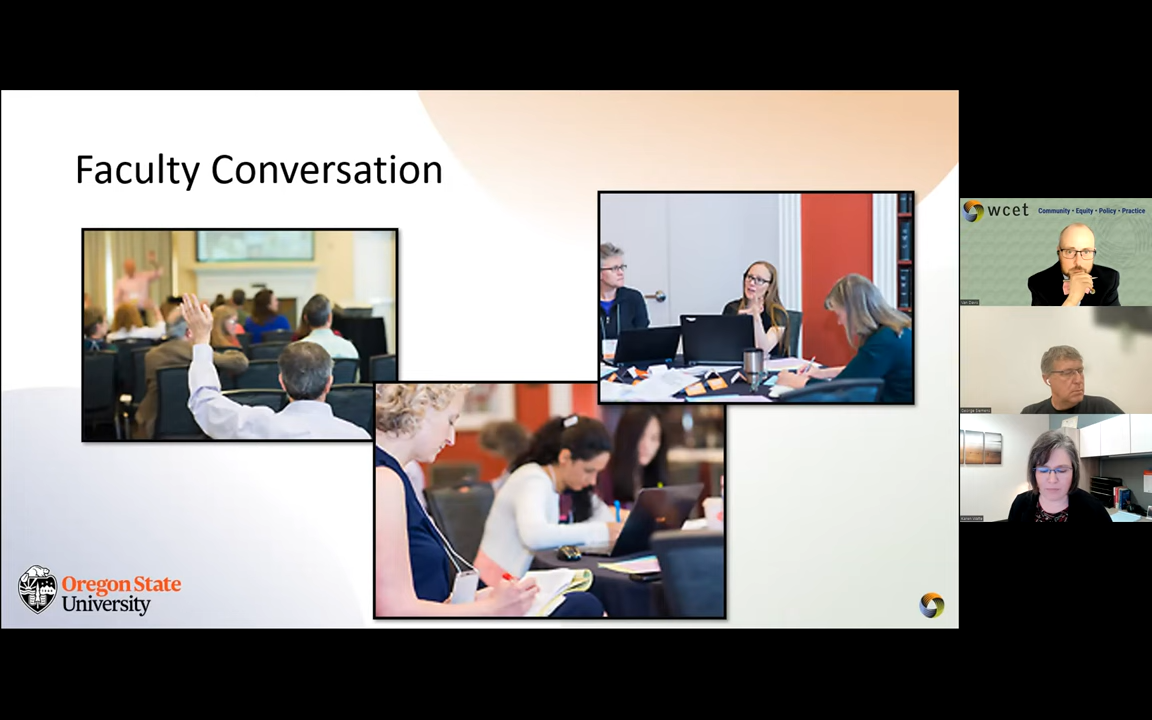 Faculty Conversation
Oregon State
University
wcet
Community • Equity • Policy • Practice